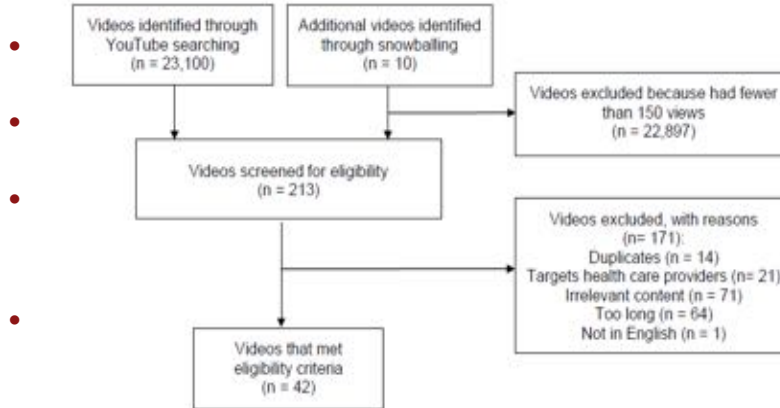 Videos identified through
YouTube searching
(n = 23,100)
Additional videos identified
through snowballing
(n = 10)
Videos excluded because had fewer
than 150 views
(n = 22,897)
Videos screened for eligibility
(n = 213)
Videos excluded, with reasons
(n= 171):
Duplicates (n = 14)
Targets health care providers (n= 21)
Irrelevant content (n = 71)
Too long (n = 64)
Not in English (n = 1)
Videos that met
eligibility criteria
(n = 42)